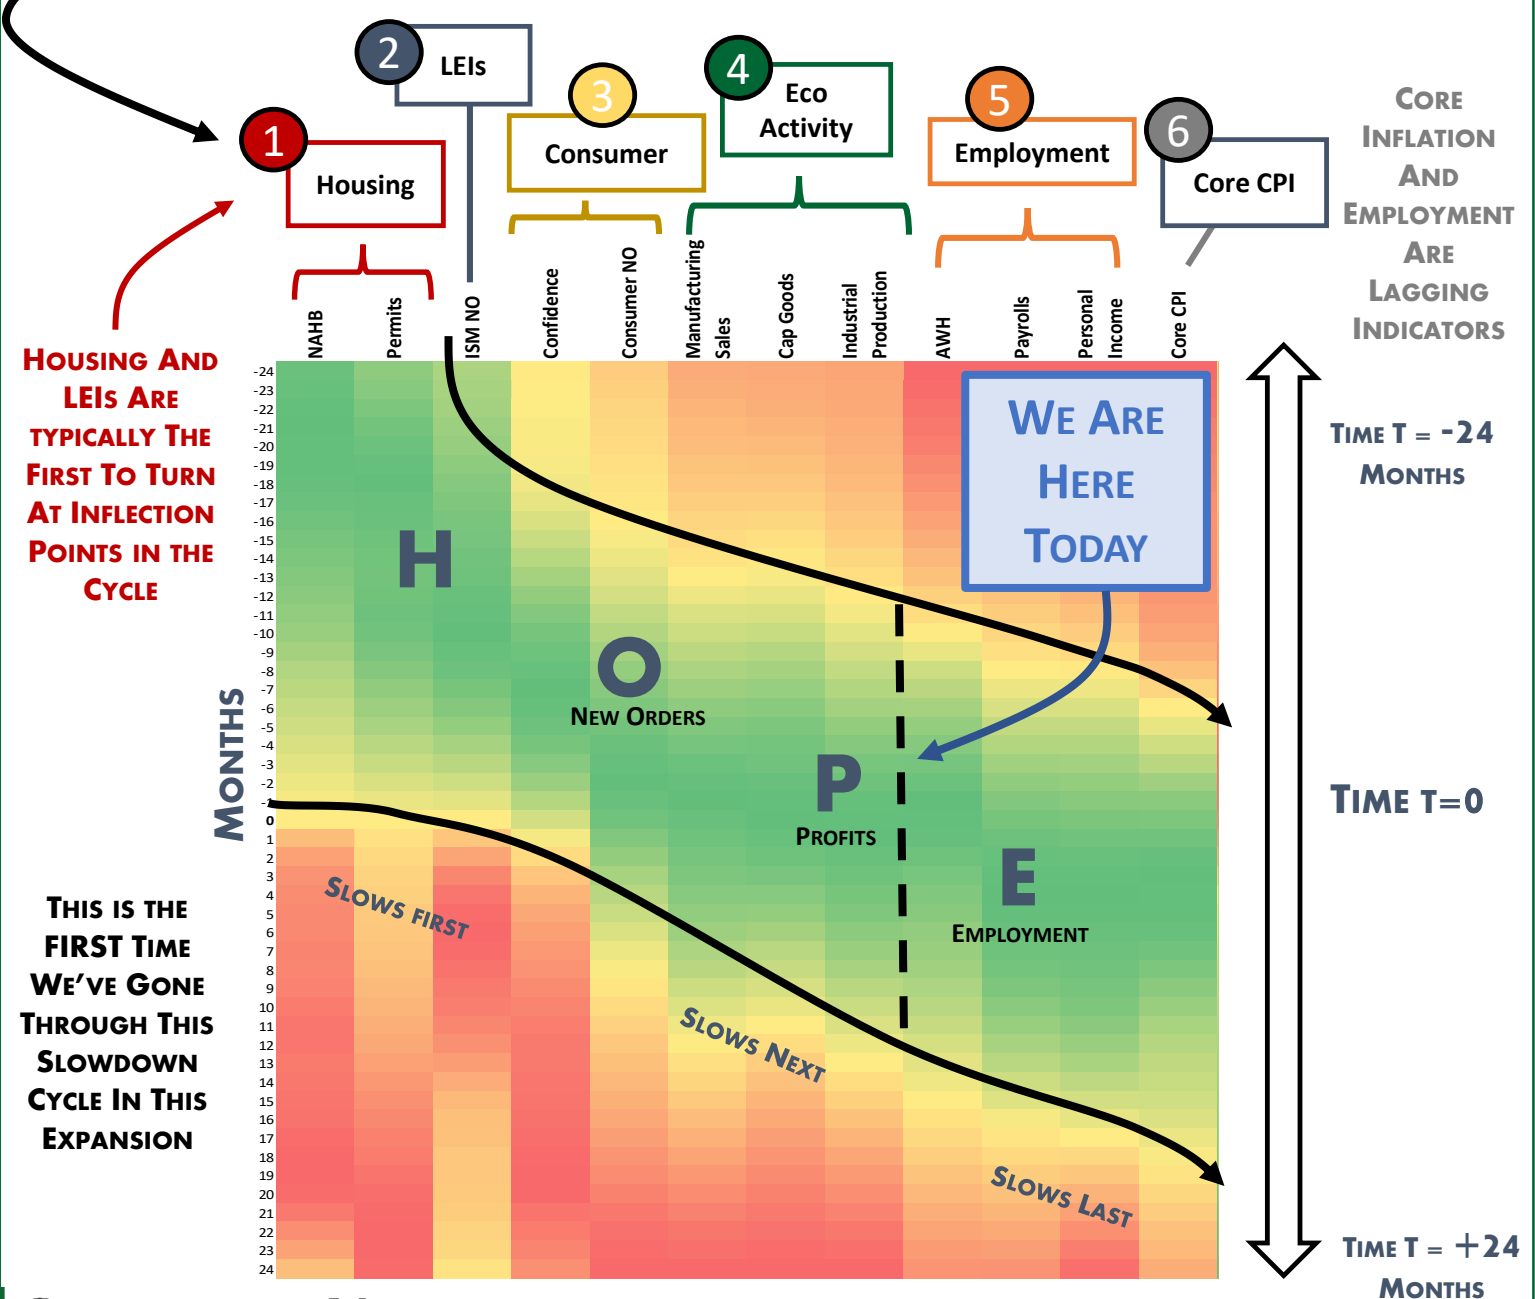 2
LEIs
4
Eco
Activity
3
Consumer
5
Employment
6
Core CPI
1
Housing
CORE
INFLATION
AND
EMPLOYMENT
ARE
LAGGING
INDICATORS
NAHB
Permits
ISM NO
Confidence
Consumer NO
Manufacturing
Sales
Cap Goods
Industrial
Production
AWH
Payrolls
Personal
Income
Core CPI
HOUSING AND
LEIS ARE
TYPICALLY THE
FIRST TO TURN
AT INFLECTION
POINTS IN THE
CYCLE
THIS IS THE
FIRST TIME
WE'VE GONE
THROUGH THIS
SLOWDOWN
CYCLE IN THIS
EXPANSION
MONTHS
-24
-23
-22
-21
-20
-19
-18
-17
-16
-15
-14
-13
-12
-11
-10
-9
-8
-7
-6
-5
-4
-3
-2
-1
0
1
2
3
4
5
6
7
8
9
10
11
12
13
14
15
16
17
18
19
20
21
22
23
24
WE ARE
HERE
TODAY
H
O
NEW ORDERS
P
PROFITS
E
EMPLOYMENT
SLOWS FIRST
SLOWS NEXT
SLOWS LAST
TIME T = -24
MONTHS
TIME T=0
TIME T = +24
MONTHS